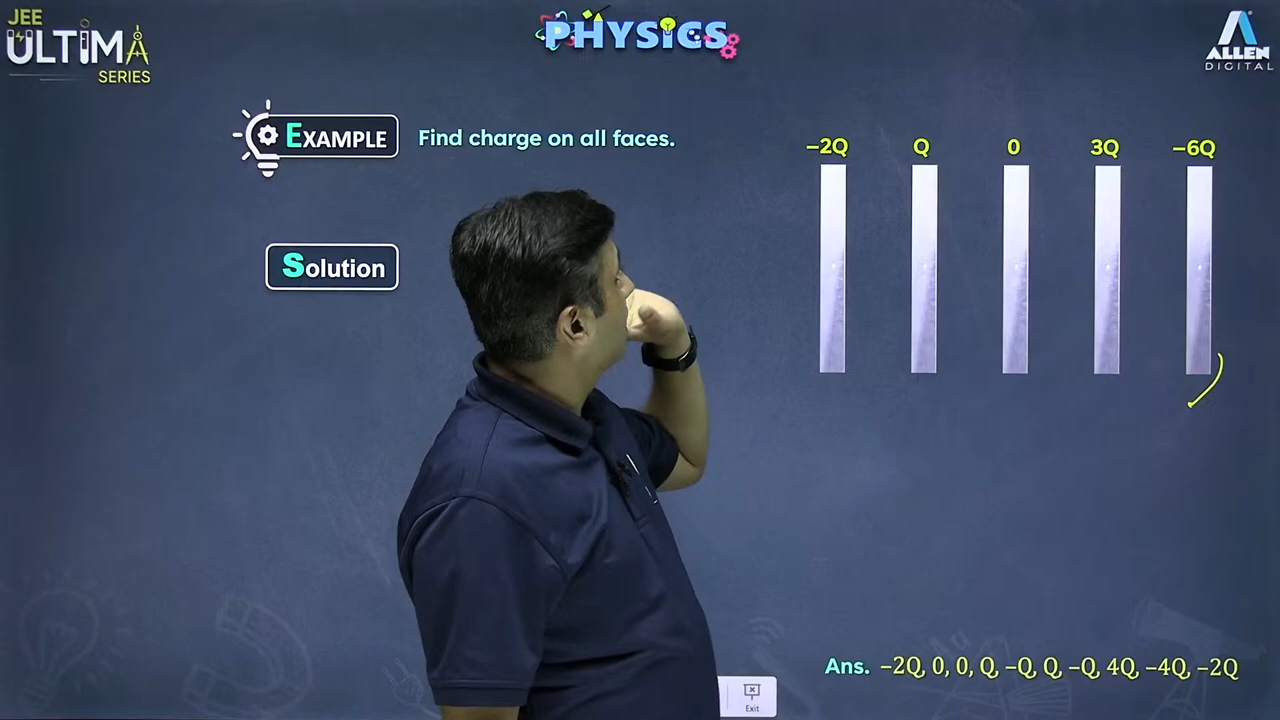 JEE
ULTIMA
SERIES
PHYSICS
ALLEN
DIGITAL
EXAMPLE
Find charge on all faces.
–2Q Q 0 3Q –6Q
Solution
Ans. –2Q, 0, 0, Q, –Q, Q, –Q, 4Q, –4Q, –2Q
Exit